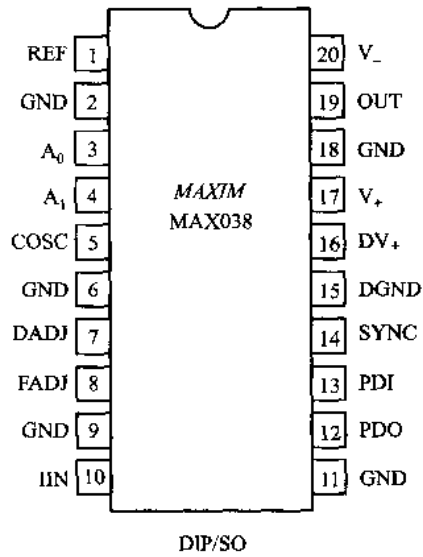 REF 1 20 V₋
GND 2 19 OUT
A₀ 3 18 GND
A₁ 4 17 V₊
MAXIM
MAX038
COSC 5 16 DV₊
GND 6 15 DGND
DADJ 7 14 SYNC
FADJ 8 13 PDI
GND 9 12 PDO
IIN 10 11 GND
DIP/SO